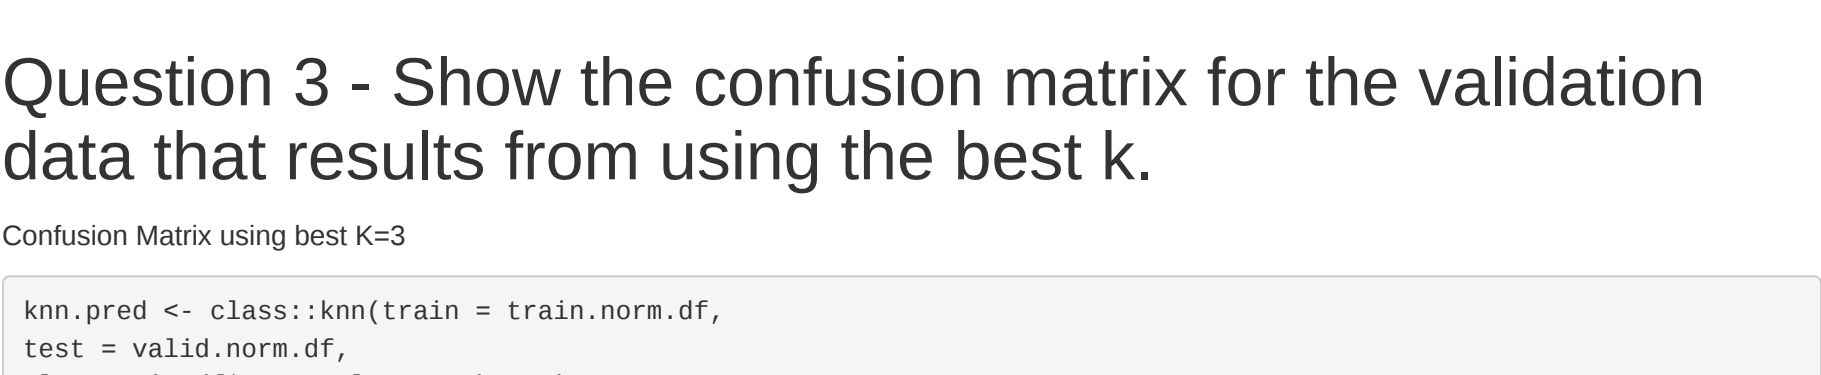 Question 3 - Show the confusion matrix for the validation
data that results from using the best k.
Confusion Matrix using best K=3
knn.pred <- class::knn(train = train.norm.df,
test = valid.norm.df,